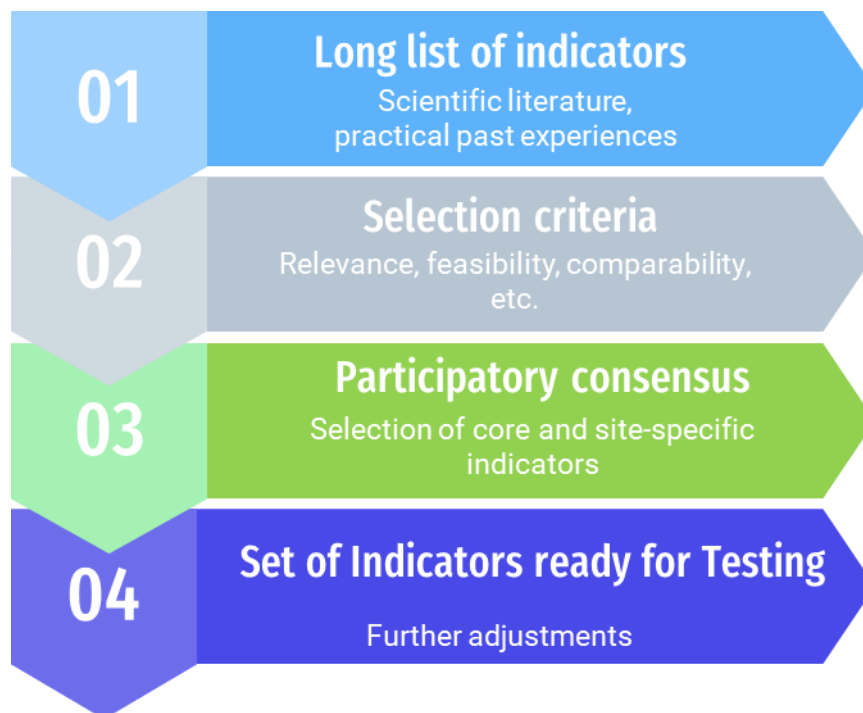 01
Long list of indicators
Scientific literature,
practical past experiences
02
Selection criteria
Relevance, feasibility, comparability,
etc.
03
Participatory consensus
Selection of core and site-specific
indicators
04
Set of Indicators ready for Testing
Further adjustments